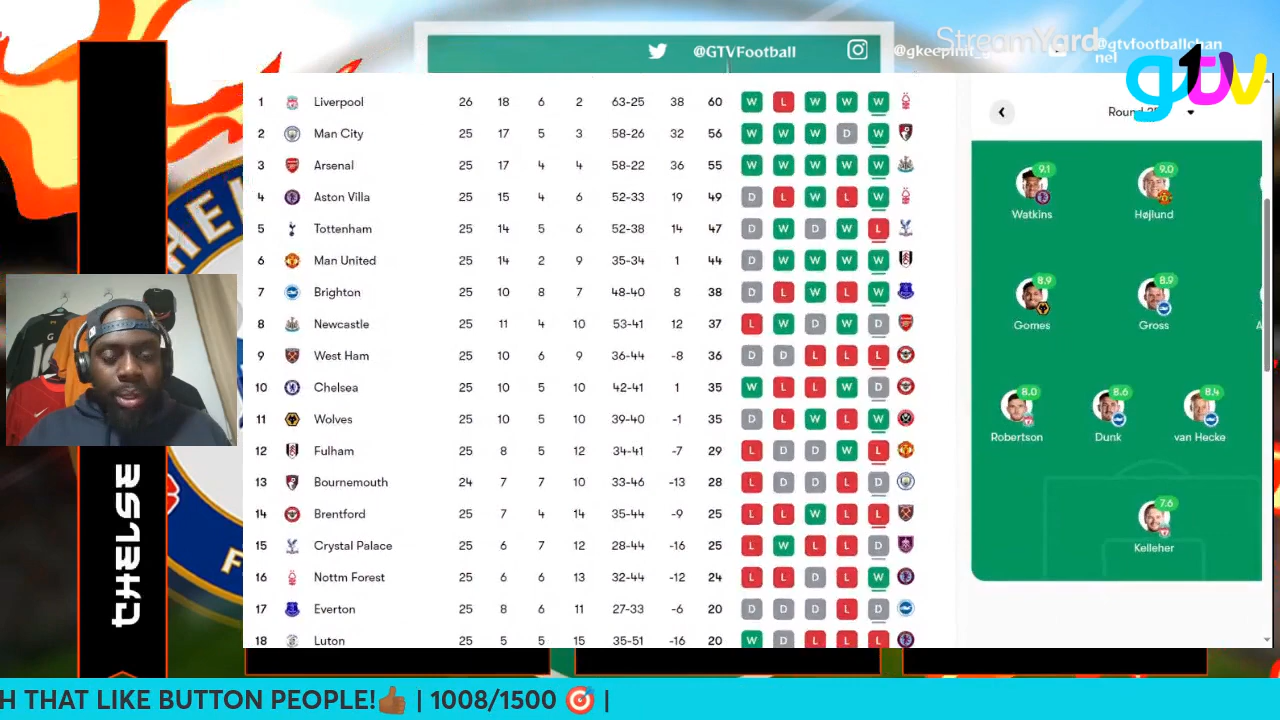 StreamYard
@GTVFootball @gkeepinit_g @gtvfootballchan
nel
gtv
1 Liverpool 26 18 6 2 63-25 38 60 W L W W W
2 Man City 25 17 5 3 58-26 32 56 W W W D W
3 Arsenal 25 17 4 4 58-22 36 55 W W W W W
4 Aston Villa 25 15 4 6 52-33 19 49 D L W L W
5 Tottenham 25 14 5 6 52-38 14 47 D W D W L
6 Man United 25 14 2 9 35-34 1 44 D W W W W
7 Brighton 25 10 8 7 48-40 8 38 D L W L W
8 Newcastle 25 11 4 10 53-41 12 37 L W D W D
9 West Ham 25 10 6 9 36-44 -8 36 D D L L L
10 Chelsea 25 10 5 10 42-41 1 35 W L L W D
11 Wolves 25 10 5 10 39-40 -1 35 D L W L W
12 Fulham 25 8 5 12 34-41 -7 29 L D D W L
13 Bournemouth 24 7 7 10 33-46 -13 28 L D D L D
14 Brentford 25 7 4 14 35-44 -9 25 L L W L L
15 Crystal Palace 25 6 7 12 28-44 -16 25 L W L L D
16 Nottm Forest 25 6 6 13 32-44 -12 24 L L D L W
17 Everton 25 8 6 11 27-33 -6 20 D D D L D
18 Luton 25 5 5 15 35-51 -16 20 W D L L L
Round
9.1 9.0
Watkins Højlund
8.9 8.9
Gomes Gross
8.0 8.6 8.4
Robertson Dunk van Hecke
7.6
Kelleher
CHELSEA
H THAT LIKE BUTTON PEOPLE!👍🏾 | 1008/1500 🎯 |